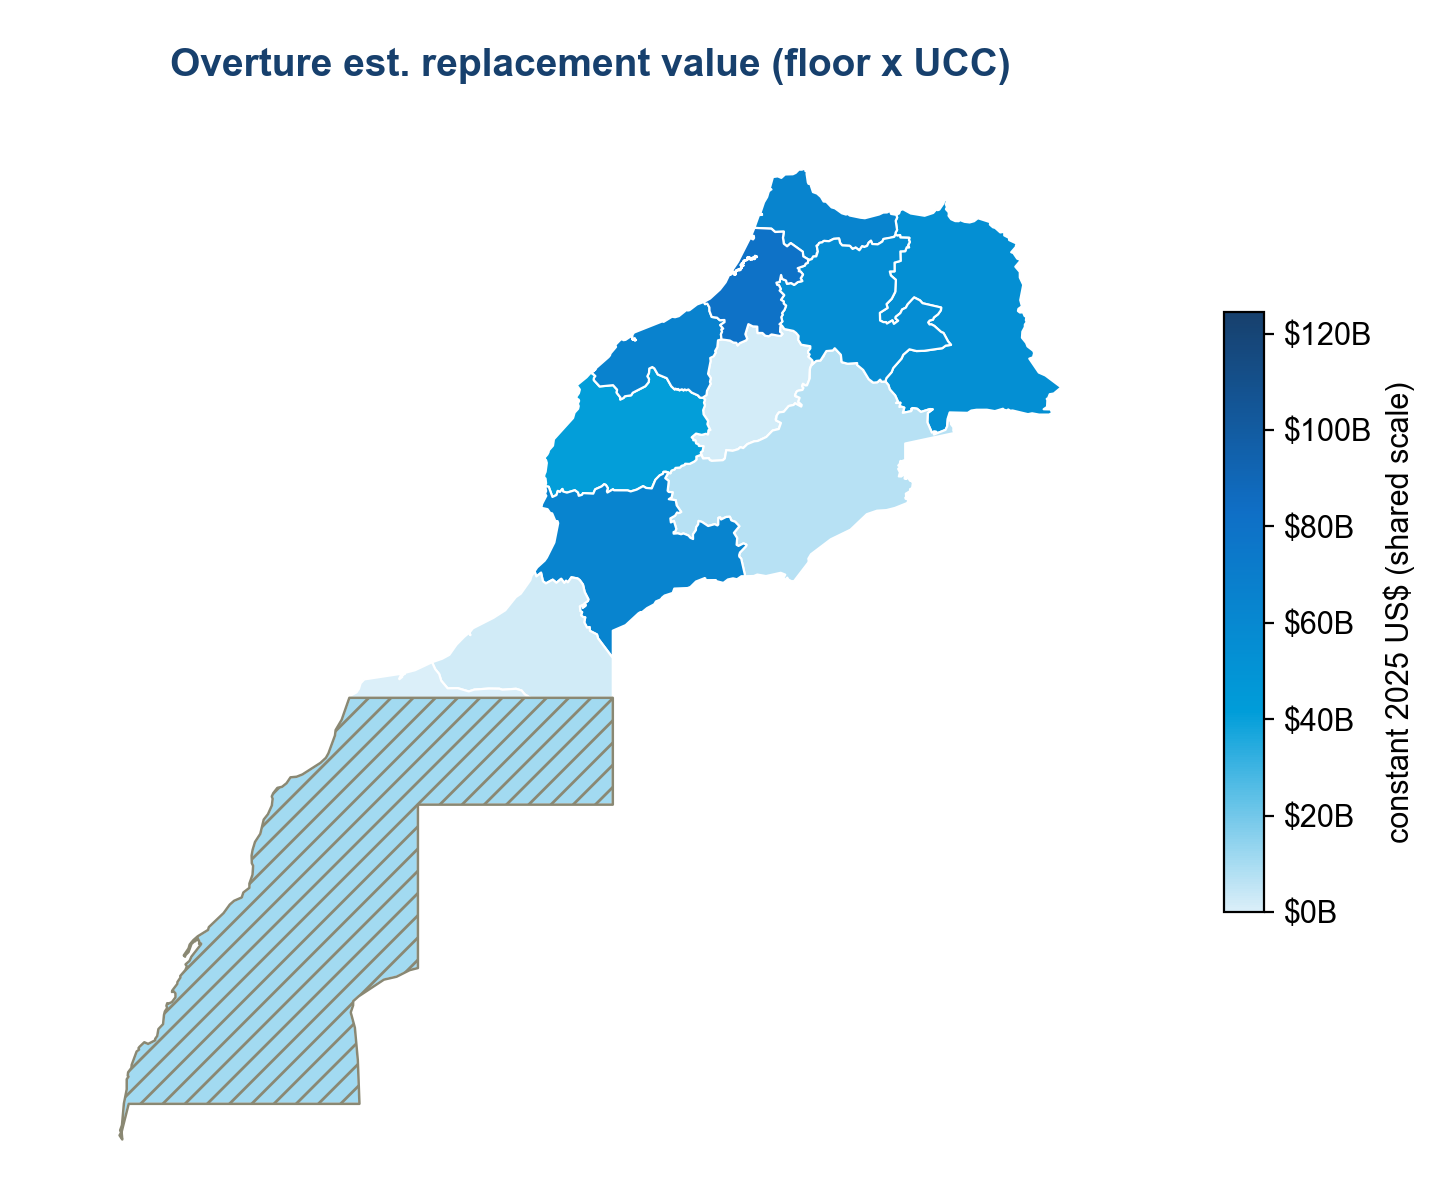 Overture est. replacement value (floor x UCC)
$120B
$100B
$80B
$60B
$40B
$20B
$0B
constant 2025 US$ (shared scale)